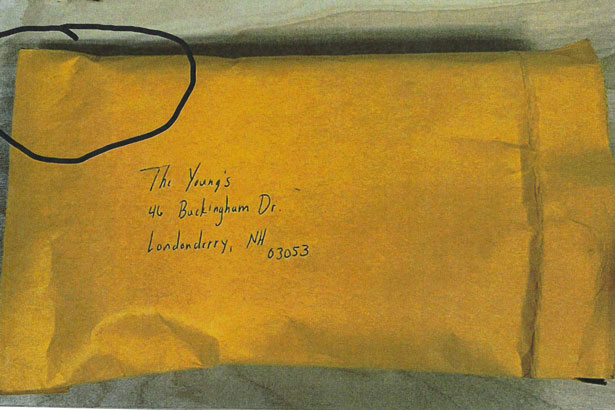 The Young's
46 Buckingham Dr.
Londonderry, NH
03053